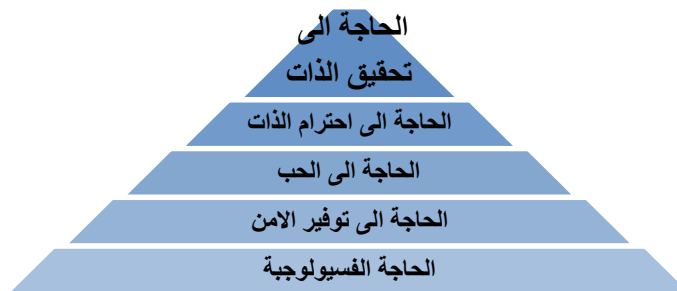 الحاجة الى
تحقيق الذات
الحاجة الى احترام الذات
الحاجة الى الحب
الحاجة الى توفير الامن
الحاجة الفسيولوجبة